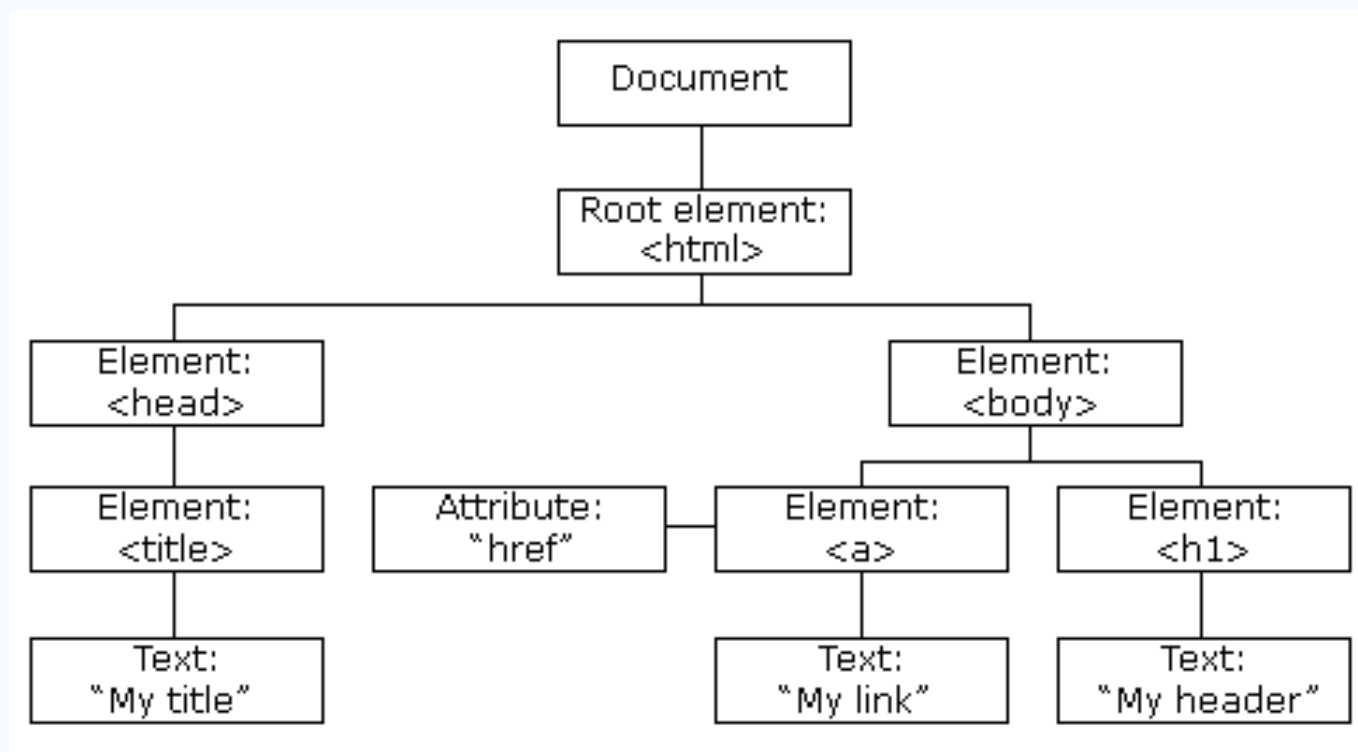 Document
Root element:
<html>
Element:
<head>
Element:
<body>
Element:
<title>
Attribute:
“href”
Element:
<a>
Element:
<h1>
Text:
“My title”
Text:
“My link”
Text:
“My header”